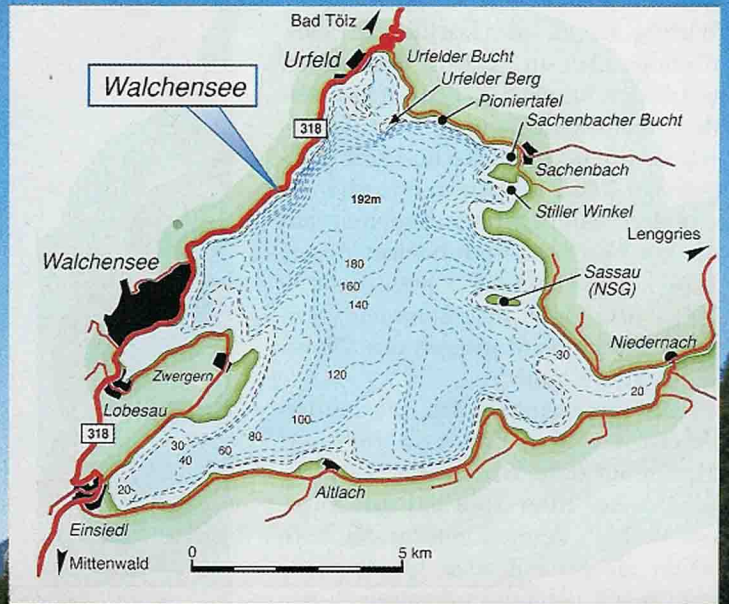 Bad Tölz
Urfeld
Urfelder Bucht
Urfelder Berg
Pioniertafel
Walchensee
318
Sachenbacher Bucht
Sachenbach
192m
Stiller Winkel
Lenggries
Walchensee
180
160
140
Sassau
(NSG)
Niedernach
30
20
Zwergern
120
Lobesau
100
318
30
80
40
60
20
Altlach
Einsiedl
0
5 km
Mittenwald